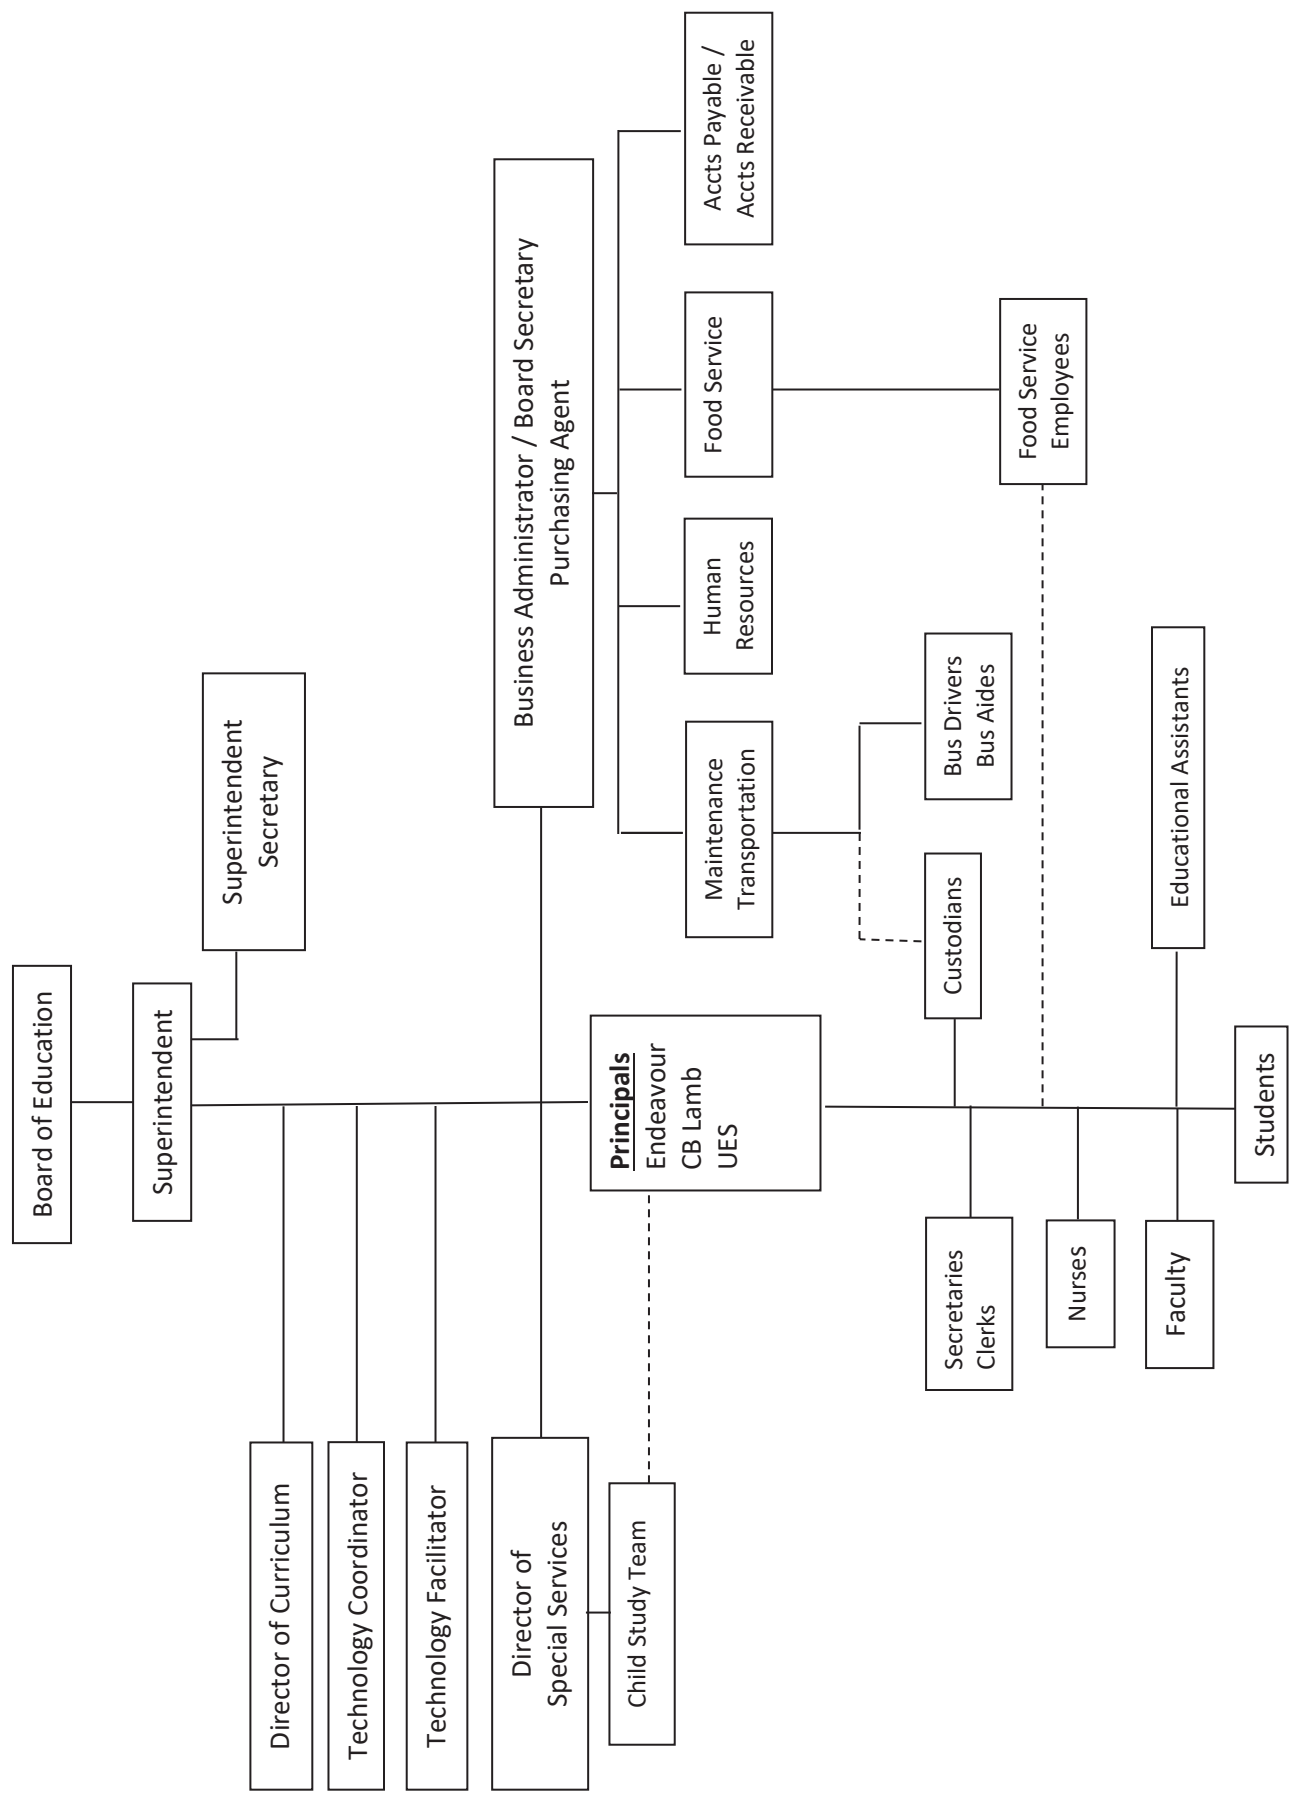 Board of Education
Superintendent
Superintendent
Secretary
Director of Curriculum
Technology Coordinator
Technology Facilitator
Director of
Special Services
Business Administrator / Board Secretary
Purchasing Agent
Child Study Team
Principals
Endeavour
CB Lamb
UES
Maintenance
Transportation
Human
Resources
Food Service
Accts Payable /
Accts Receivable
Secretaries
Clerks
Custodians
Bus Drivers
Bus Aides
Food Service
Employees
Nurses
Faculty
Educational Assistants
Students